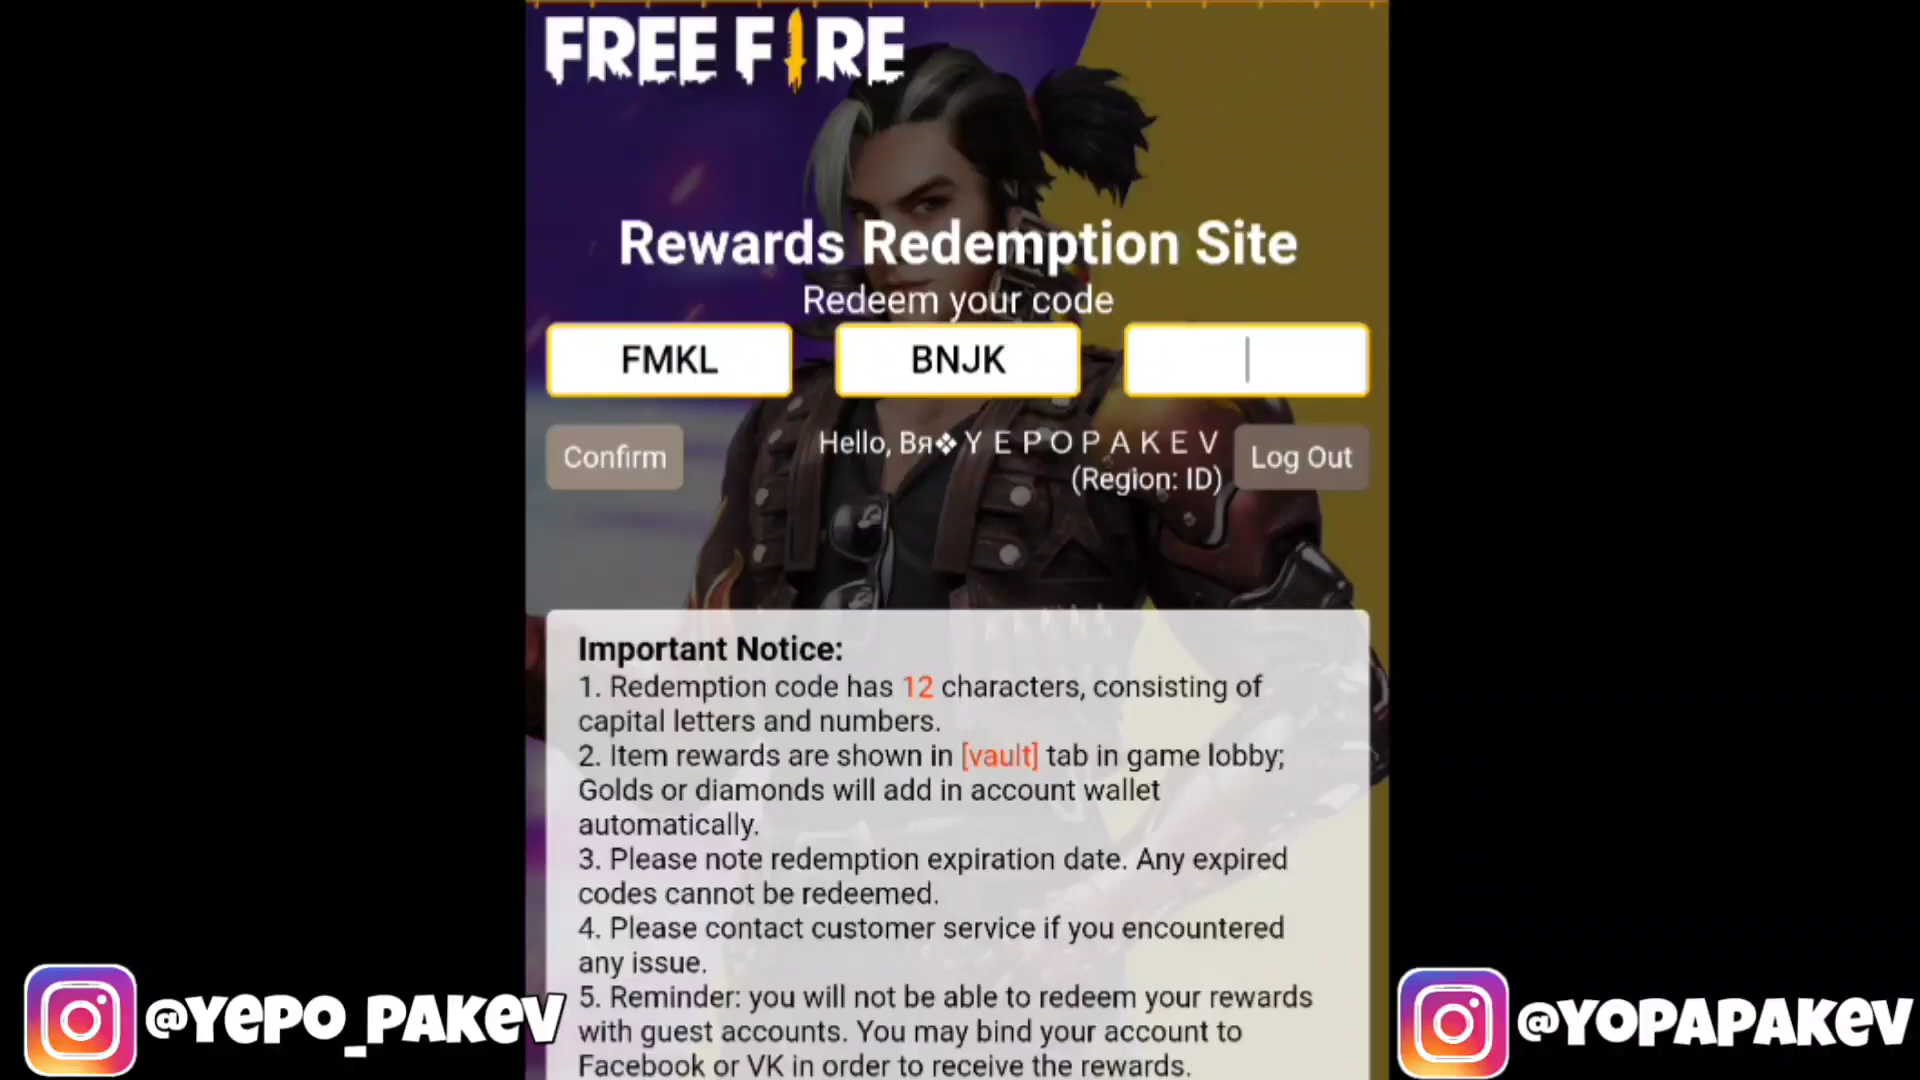 FREE FIRE
Rewards Redemption Site
Redeem your code
FMKL BNJK
Confirm
Hello, Вя❖Y E P O P A K E V
(Region: ID)
Log Out
Important Notice:
1. Redemption code has 12 characters, consisting of
capital letters and numbers.
2. Item rewards are shown in [vault] tab in game lobby;
Golds or diamonds will add in account wallet
automatically.
3. Please note redemption expiration date. Any expired
codes cannot be redeemed.
4. Please contact customer service if you encountered
any issue.
5. Reminder: you will not be able to redeem your rewards
with guest accounts. You may bind your account to
Facebook or VK in order to receive the rewards.
@YEPO_PAKEV
@YOPAPAKEV